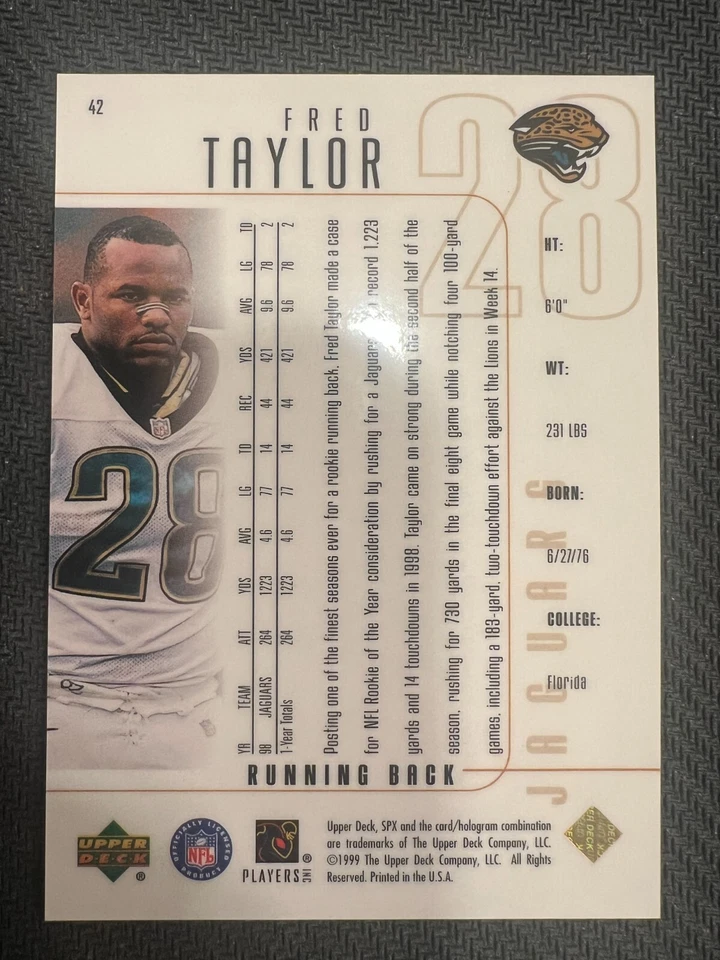 42
FRED
TAYLOR
28
28
82
YR TEAM ATT YDS AVG LG TD REC YDS AVG LG TD
98 JAGUARS 264 1223 4.6 77 14 44 421 9.6 78 2
1-Year Totals 264 1223 4.6 77 14 44 421 9.6 78 2
Posting one of the finest seasons ever for a rookie running back, Fred Taylor made a case
for NFL Rookie of the Year consideration by rushing for a Jaguars record 1,223
yards and 14 touchdowns in 1998. Taylor came on strong during the second half of the
season, rushing for 730 yards in the final eight game while notching four 100-yard
games, including a 183-yard, two-touchdown effort against the Lions in Week 14.
HT:
6'0"
WT:
231 LBS
BORN:
6/27/76
COLLEGE:
Florida
JAGUARS
RUNNING BACK
UPPER
DECK
®
OFFICIALLY LICENSED
NFL
PRODUCT
PLAYERS INC
®
Upper Deck, SPX and the card/hologram combination
are trademarks of The Upper Deck Company, LLC.
©1999 The Upper Deck Company, LLC. All Rights
Reserved. Printed in the U.S.A.